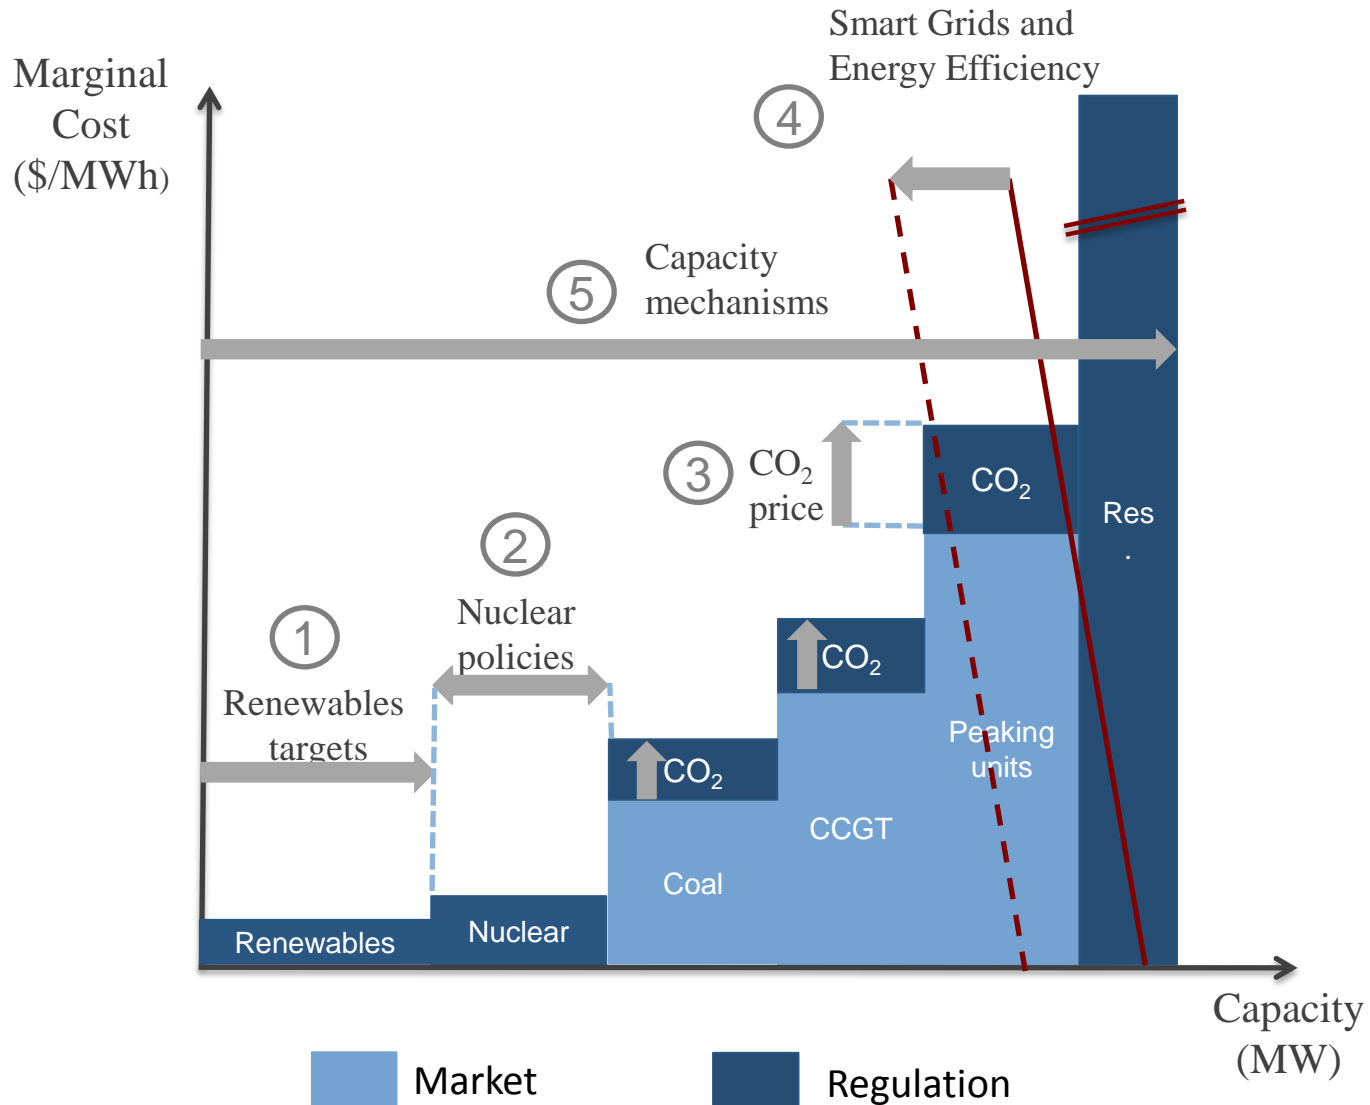 Smart Grids and
Energy Efficiency
Marginal
Cost
($/MWh)
4
Capacity
mechanisms
5
3
CO₂
price
CO₂
Res
.
2
Nuclear
policies
1
Renewables
targets
CO₂
Peaking
units
CO₂
CCGT
Coal
Renewables
Nuclear
Capacity
(MW)
Market
Regulation